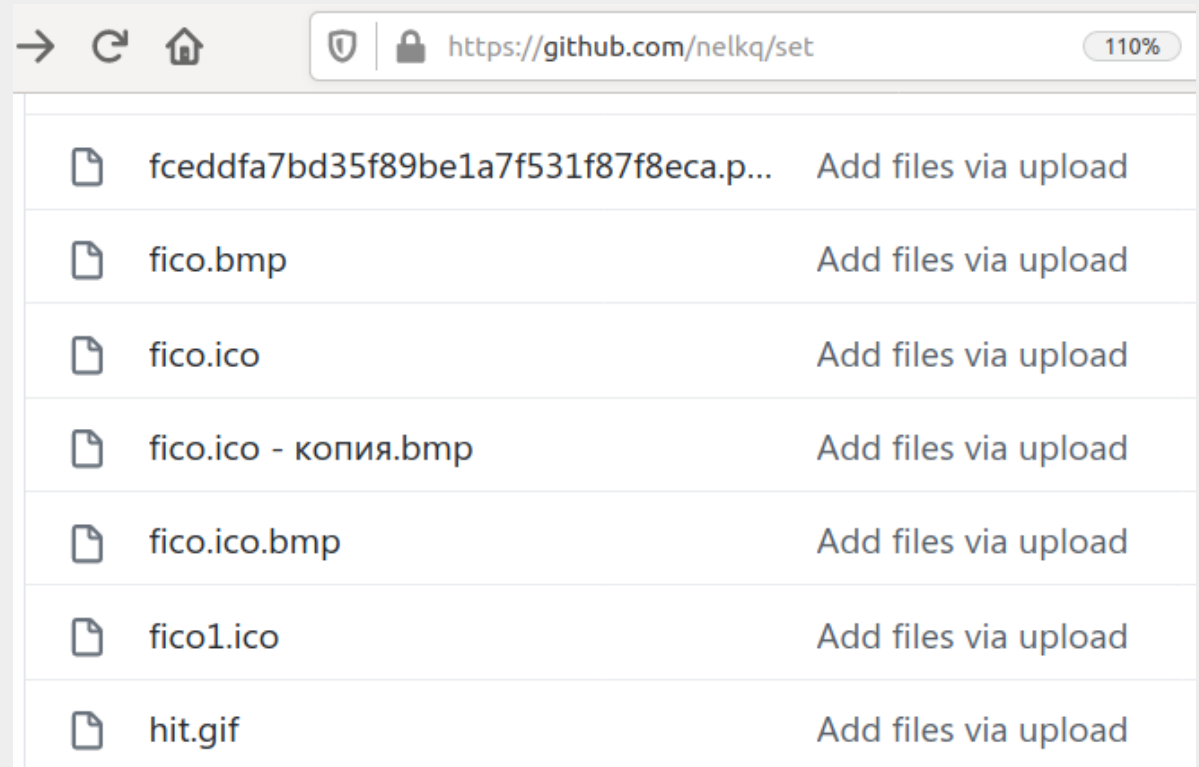 https://github.com/nelkq/set 110%
fceddfa7bd35f89be1a7f531f87f8eca.p... Add files via upload
fico.bmp Add files via upload
fico.ico Add files via upload
fico.ico - копия.bmp Add files via upload
fico.ico.bmp Add files via upload
fico1.ico Add files via upload
hit.gif Add files via upload